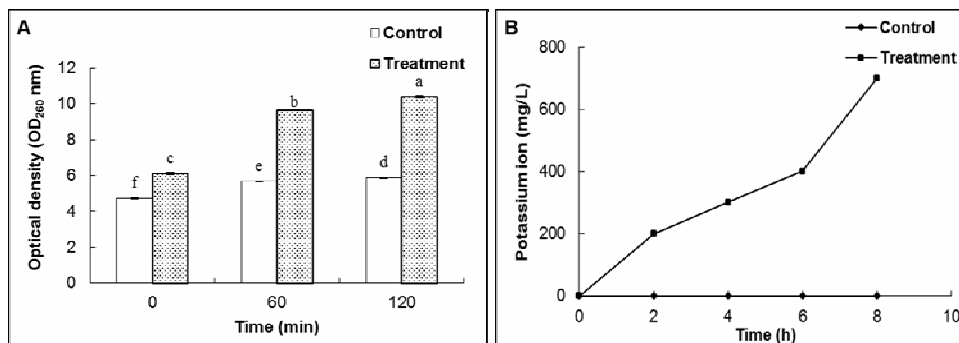 A
Control
Treatment
Optical density (OD260 nm)
12
10
8
6
4
2
0
f
c
e
b
d
a
0
60
120
Time (min)
B
Control
Treatment
Potassium ion (mg/L)
800
600
400
200
0
0
2
4
6
8
10
Time (h)